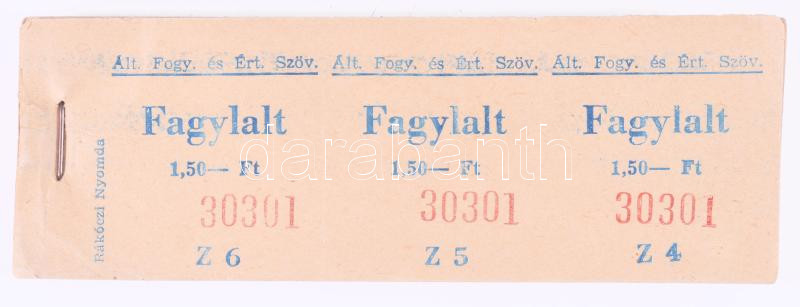 Ált. Fogy. és Ért. Szöv. Ált. Fogy. és Ért. Szöv. Ált. Fogy. és Ért. Szöv.
Fagylalt Fagylalt Fagylalt
1,50— Ft 1,50— Ft 1,50— Ft
30301 30301 30301
Z 6 Z 5 Z 4
Rákóczi Nyomda
darabanth